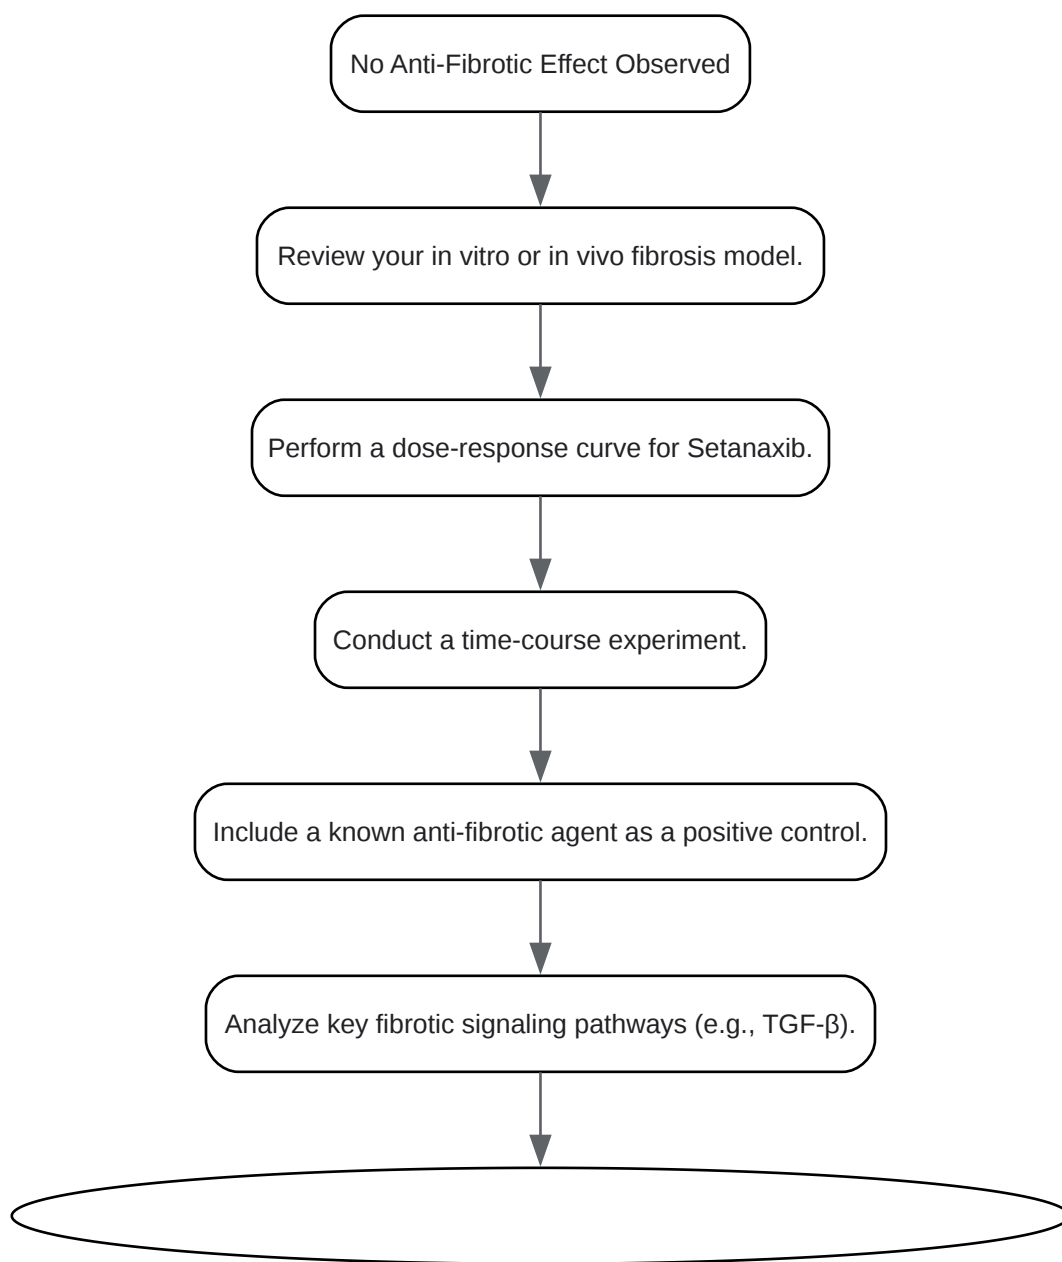 No Anti-Fibrotic Effect Observed
Review your in vitro or in vivo fibrosis model.
Perform a dose-response curve for Setanaxib.
Conduct a time-course experiment.
Include a known anti-fibrotic agent as a positive control.
Analyze key fibrotic signaling pathways (e.g., TGF-β).